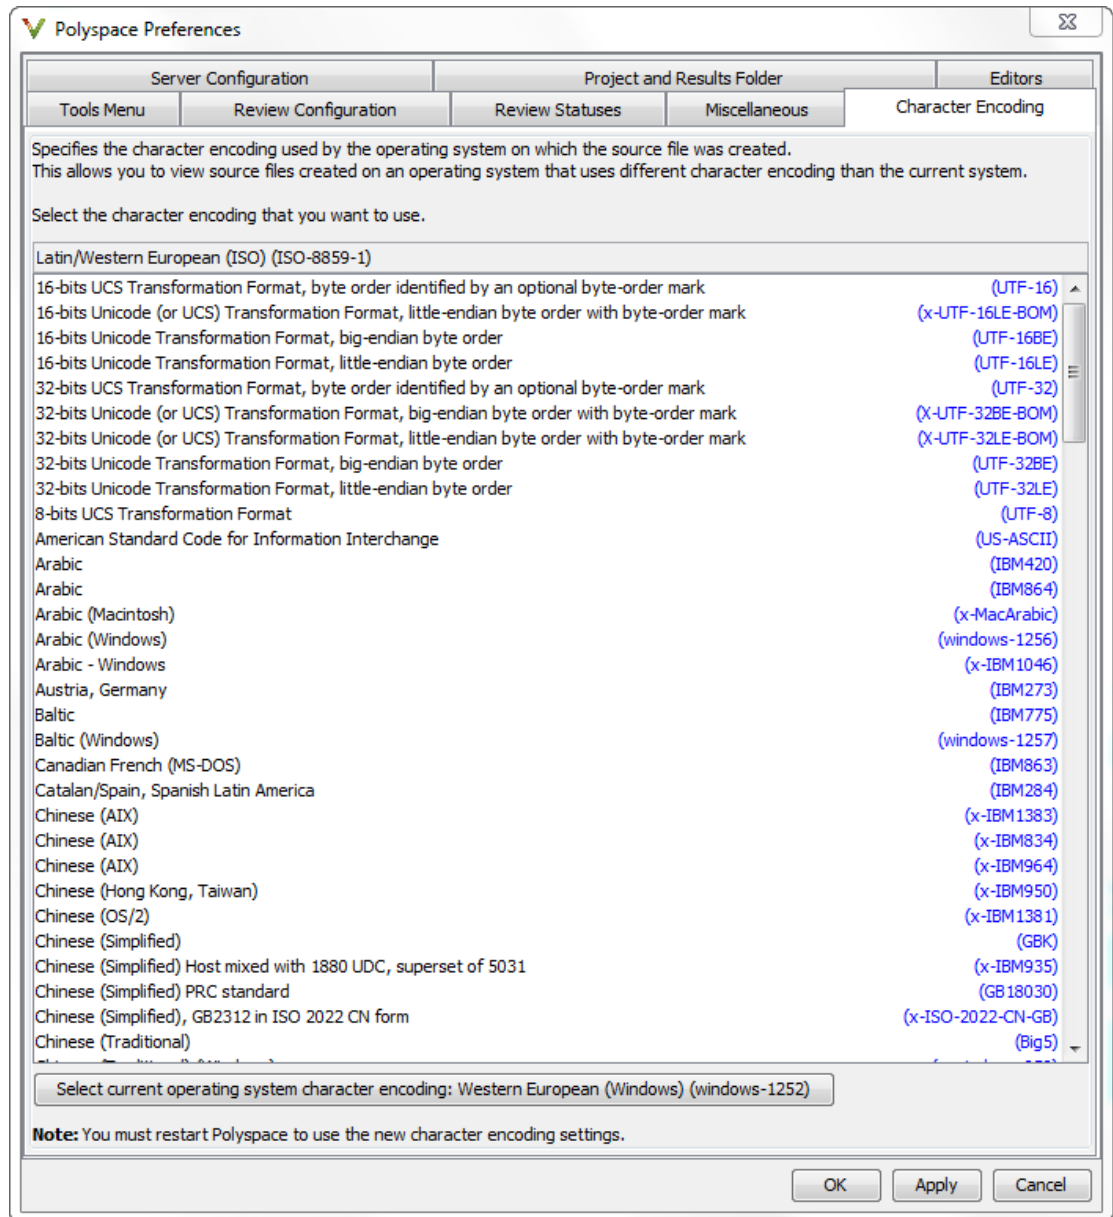 Polyspace Preferences
Server Configuration Project and Results Folder Editors
Tools Menu Review Configuration Review Statuses Miscellaneous Character Encoding
Specifies the character encoding used by the operating system on which the source file was created.
This allows you to view source files created on an operating system that uses different character encoding than the current system.
Select the character encoding that you want to use.
Latin/Western European (ISO) (ISO-8859-1)
16-bits UCS Transformation Format, byte order identified by an optional byte-order mark (UTF-16)
16-bits Unicode (or UCS) Transformation Format, little-endian byte order with byte-order mark (x-UTF-16LE-BOM)
16-bits Unicode Transformation Format, big-endian byte order (UTF-16BE)
16-bits Unicode Transformation Format, little-endian byte order (UTF-16LE)
32-bits UCS Transformation Format, byte order identified by an optional byte-order mark (UTF-32)
32-bits Unicode (or UCS) Transformation Format, big-endian byte order with byte-order mark (X-UTF-32BE-BOM)
32-bits Unicode (or UCS) Transformation Format, little-endian byte order with byte-order mark (X-UTF-32LE-BOM)
32-bits Unicode Transformation Format, big-endian byte order (UTF-32BE)
32-bits Unicode Transformation Format, little-endian byte order (UTF-32LE)
8-bits UCS Transformation Format (UTF-8)
American Standard Code for Information Interchange (US-ASCII)
Arabic (IBM420)
Arabic (IBM864)
Arabic (Macintosh) (x-MacArabic)
Arabic (Windows) (windows-1256)
Arabic - Windows (x-IBM1046)
Austria, Germany (IBM273)
Baltic (IBM775)
Baltic (Windows) (windows-1257)
Canadian French (MS-DOS) (IBM863)
Catalan/Spain, Spanish Latin America (IBM284)
Chinese (AIX) (x-IBM1383)
Chinese (AIX) (x-IBM834)
Chinese (AIX) (x-IBM964)
Chinese (Hong Kong, Taiwan) (x-IBM950)
Chinese (OS/2) (x-IBM1381)
Chinese (Simplified) (GBK)
Chinese (Simplified) Host mixed with 1880 UDC, superset of 5031 (x-IBM935)
Chinese (Simplified) PRC standard (GB18030)
Chinese (Simplified), GB2312 in ISO 2022 CN form (x-ISO-2022-CN-GB)
Chinese (Traditional) (Big5)
Select current operating system character encoding: Western European (Windows) (windows-1252)
Note: You must restart Polyspace to use the new character encoding settings.
OK Apply Cancel